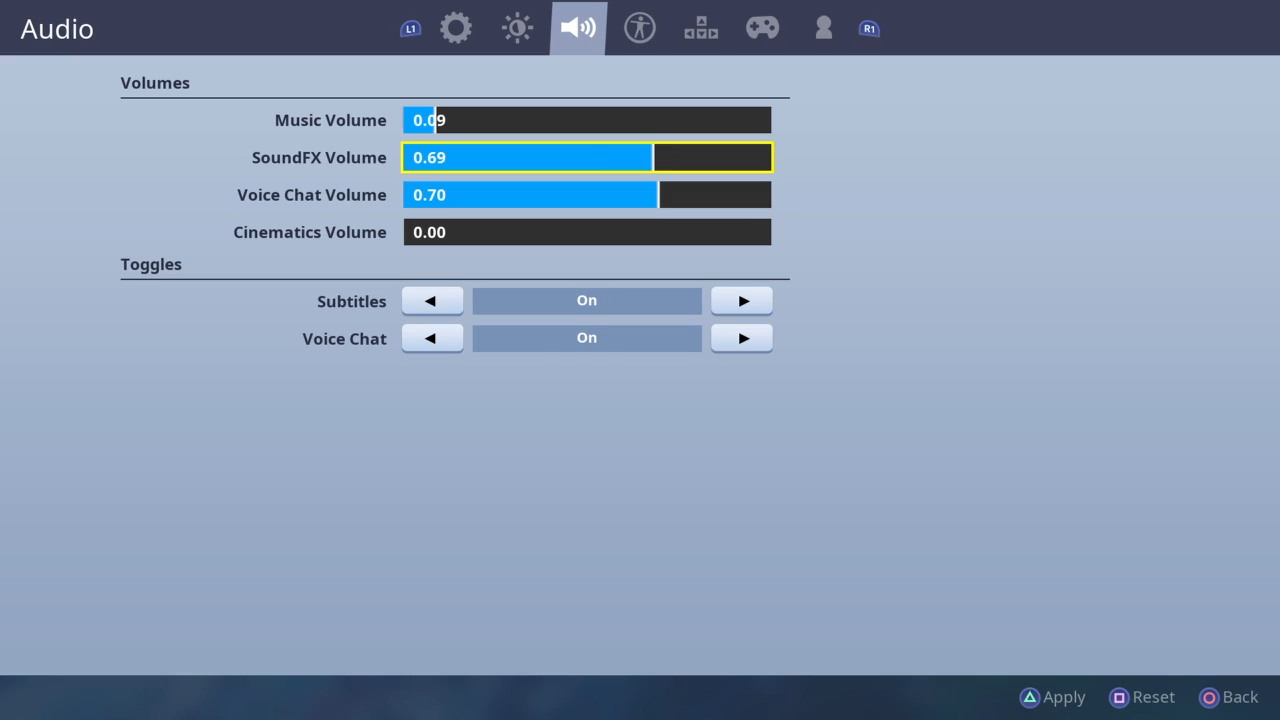 Audio
L1
R1
Volumes
Music Volume 0.09
SoundFX Volume 0.69
Voice Chat Volume 0.70
Cinematics Volume 0.00
Toggles
Subtitles On
Voice Chat On
Apply Reset Back